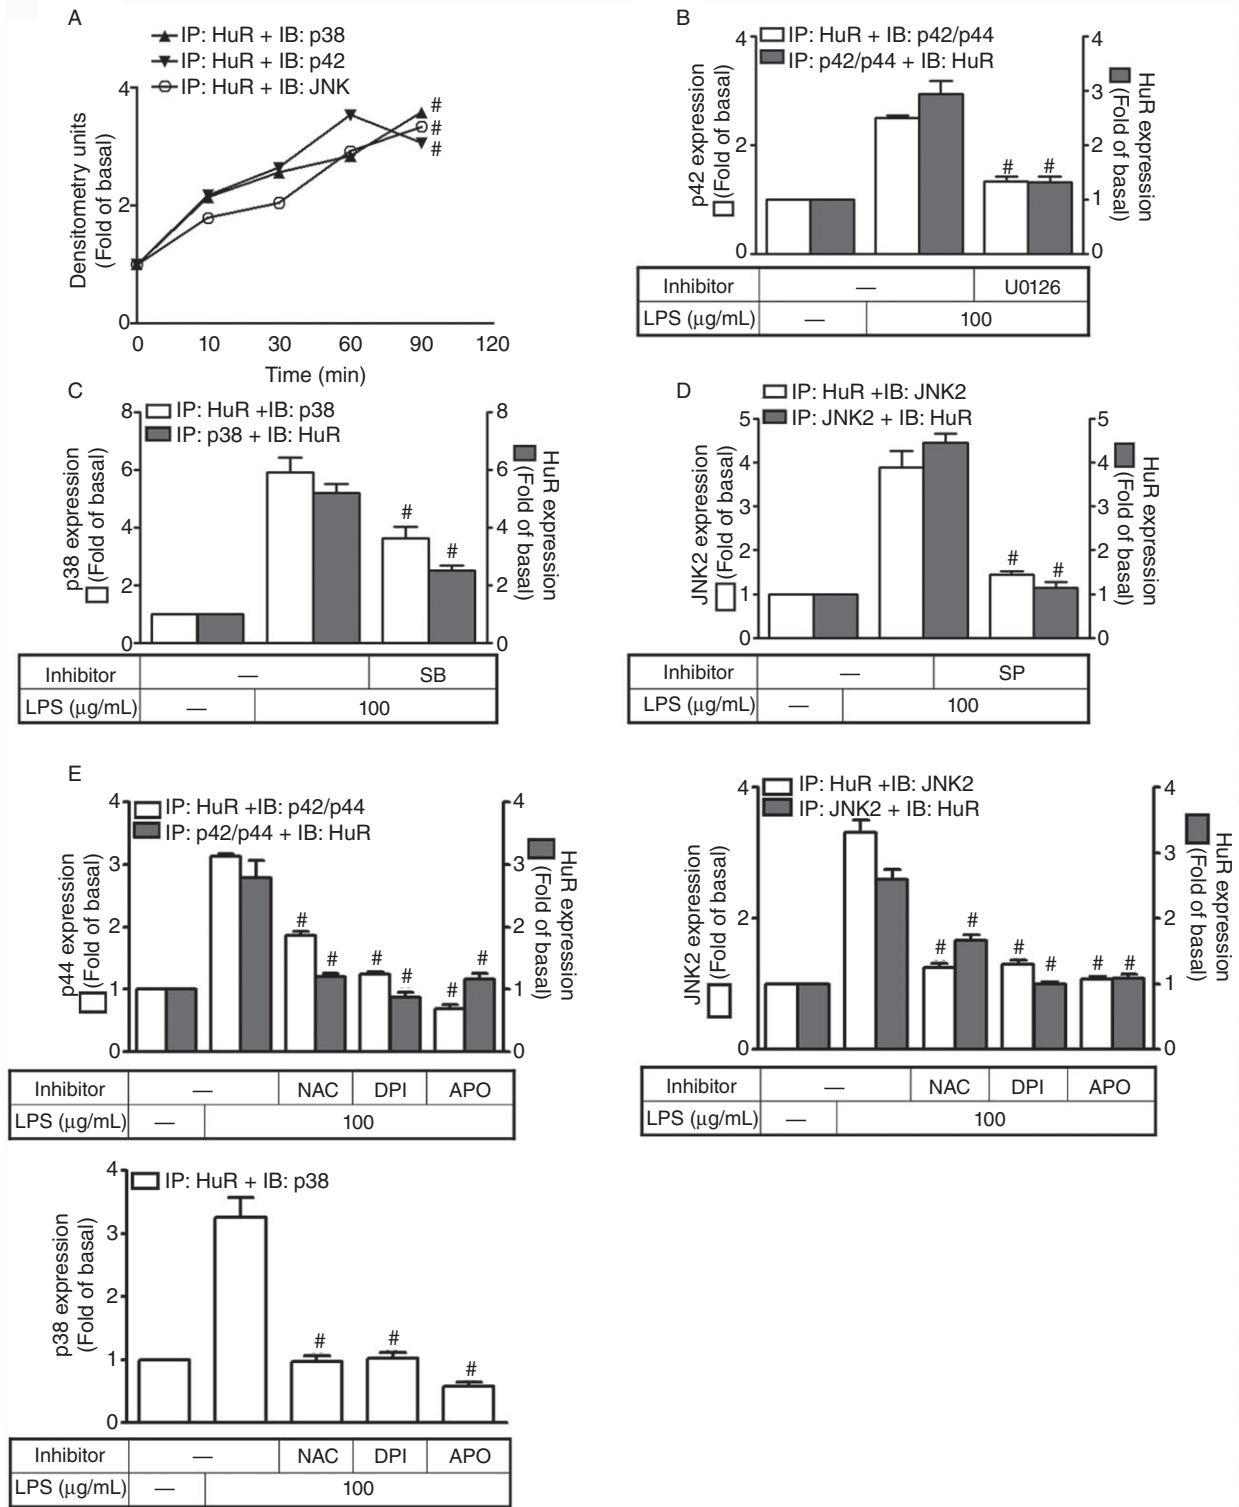 A
IP: HuR + IB: p38
IP: HuR + IB: p42
IP: HuR + IB: JNK
Densitometry units
(Fold of basal)
4
2
0
#
#
#
0 10 30 60 90 120
Time (min)
B
IP: HuR + IB: p42/p44
IP: p42/p44 + IB: HuR
p42 expression
(Fold of basal)
4
2
0
# #
4
3
2
1
0
HuR expression
(Fold of basal)
Inhibitor — U0126
LPS (μg/mL) — 100
C
IP: HuR +IB: p38
IP: p38 + IB: HuR
p38 expression
(Fold of basal)
8
6
4
2
0
#
#
8
6
4
2
0
HuR expression
(Fold of basal)
Inhibitor — SB
LPS (μg/mL) — 100
D
IP: HuR +IB: JNK2
IP: JNK2 + IB: HuR
JNK2 expression
(Fold of basal)
5
4
3
2
1
0
#
#
5
4
3
2
1
0
HuR expression
(Fold of basal)
Inhibitor — SP
LPS (μg/mL) — 100
E
IP: HuR +IB: p42/p44
IP: p42/p44 + IB: HuR
p44 expression
(Fold of basal)
4
3
2
1
0
# # # # # #
4
3
2
1
0
HuR expression
(Fold of basal)
Inhibitor — NAC DPI APO
LPS (μg/mL) — 100
IP: HuR +IB: JNK2
IP: JNK2 + IB: HuR
JNK2 expression
(Fold of basal)
4
2
0
# # # # # #
4
3
2
1
0
HuR expression
(Fold of basal)
Inhibitor — NAC DPI APO
LPS (μg/mL) — 100
IP: HuR + IB: p38
p38 expression
(Fold of basal)
4
3
2
1
0
# # #
Inhibitor — NAC DPI APO
LPS (μg/mL) — 100